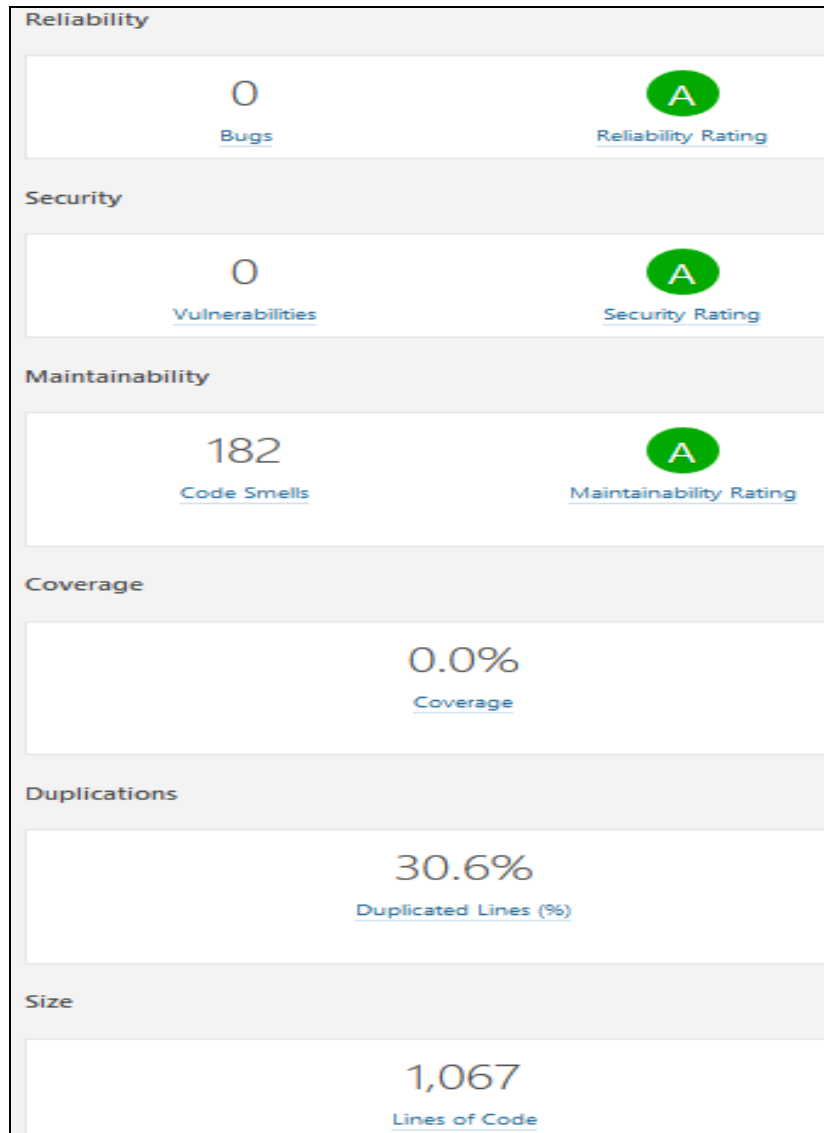 Reliability
0 A
Bugs Reliability Rating
Security
0 A
Vulnerabilities Security Rating
Maintainability
182 A
Code Smells Maintainability Rating
Coverage
0.0%
Coverage
Duplications
30.6%
Duplicated Lines (%)
Size
1,067
Lines of Code